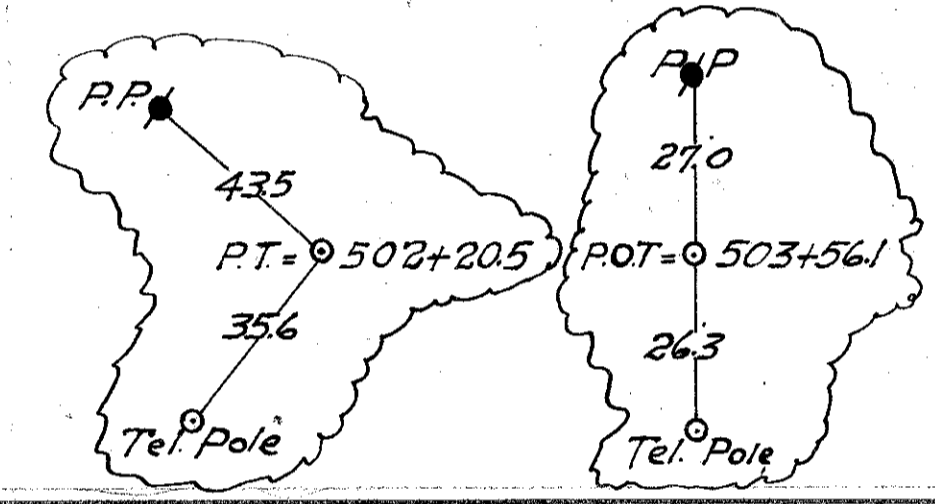 P.P.
43.5
P.T. = 502+20.5
35.6
Tel. Pole
P P
27.0
P.O.T = 503+56.1
26.3
Tel. Pole